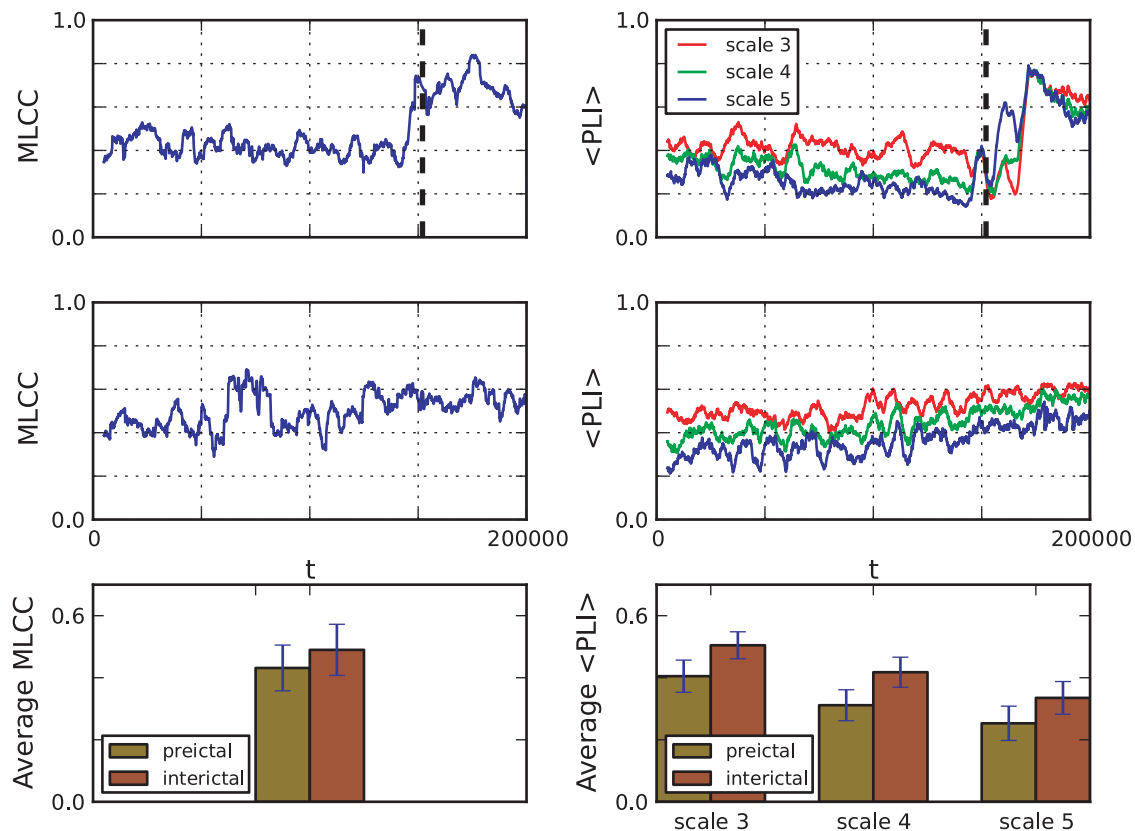 1.0
MLCC
0.0
1.0
<PLI>
0.0
scale 3
scale 4
scale 5
1.0
MLCC
0.0
0
200000
t
1.0
<PLI>
0.0
0
200000
t
0.6
Average MLCC
0.0
preictal
interictal
0.6
Average <PLI>
0.0
preictal
interictal
scale 3
scale 4
scale 5